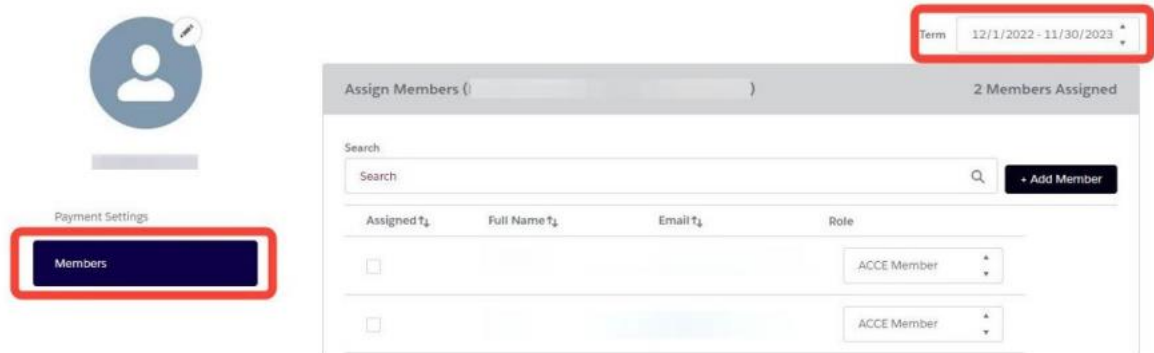 Term 12/1/2022 - 11/30/2023
Assign Members ( ) 2 Members Assigned
Search
Search + Add Member
Payment Settings
Members
Assigned Full Name Email Role
ACCE Member
ACCE Member